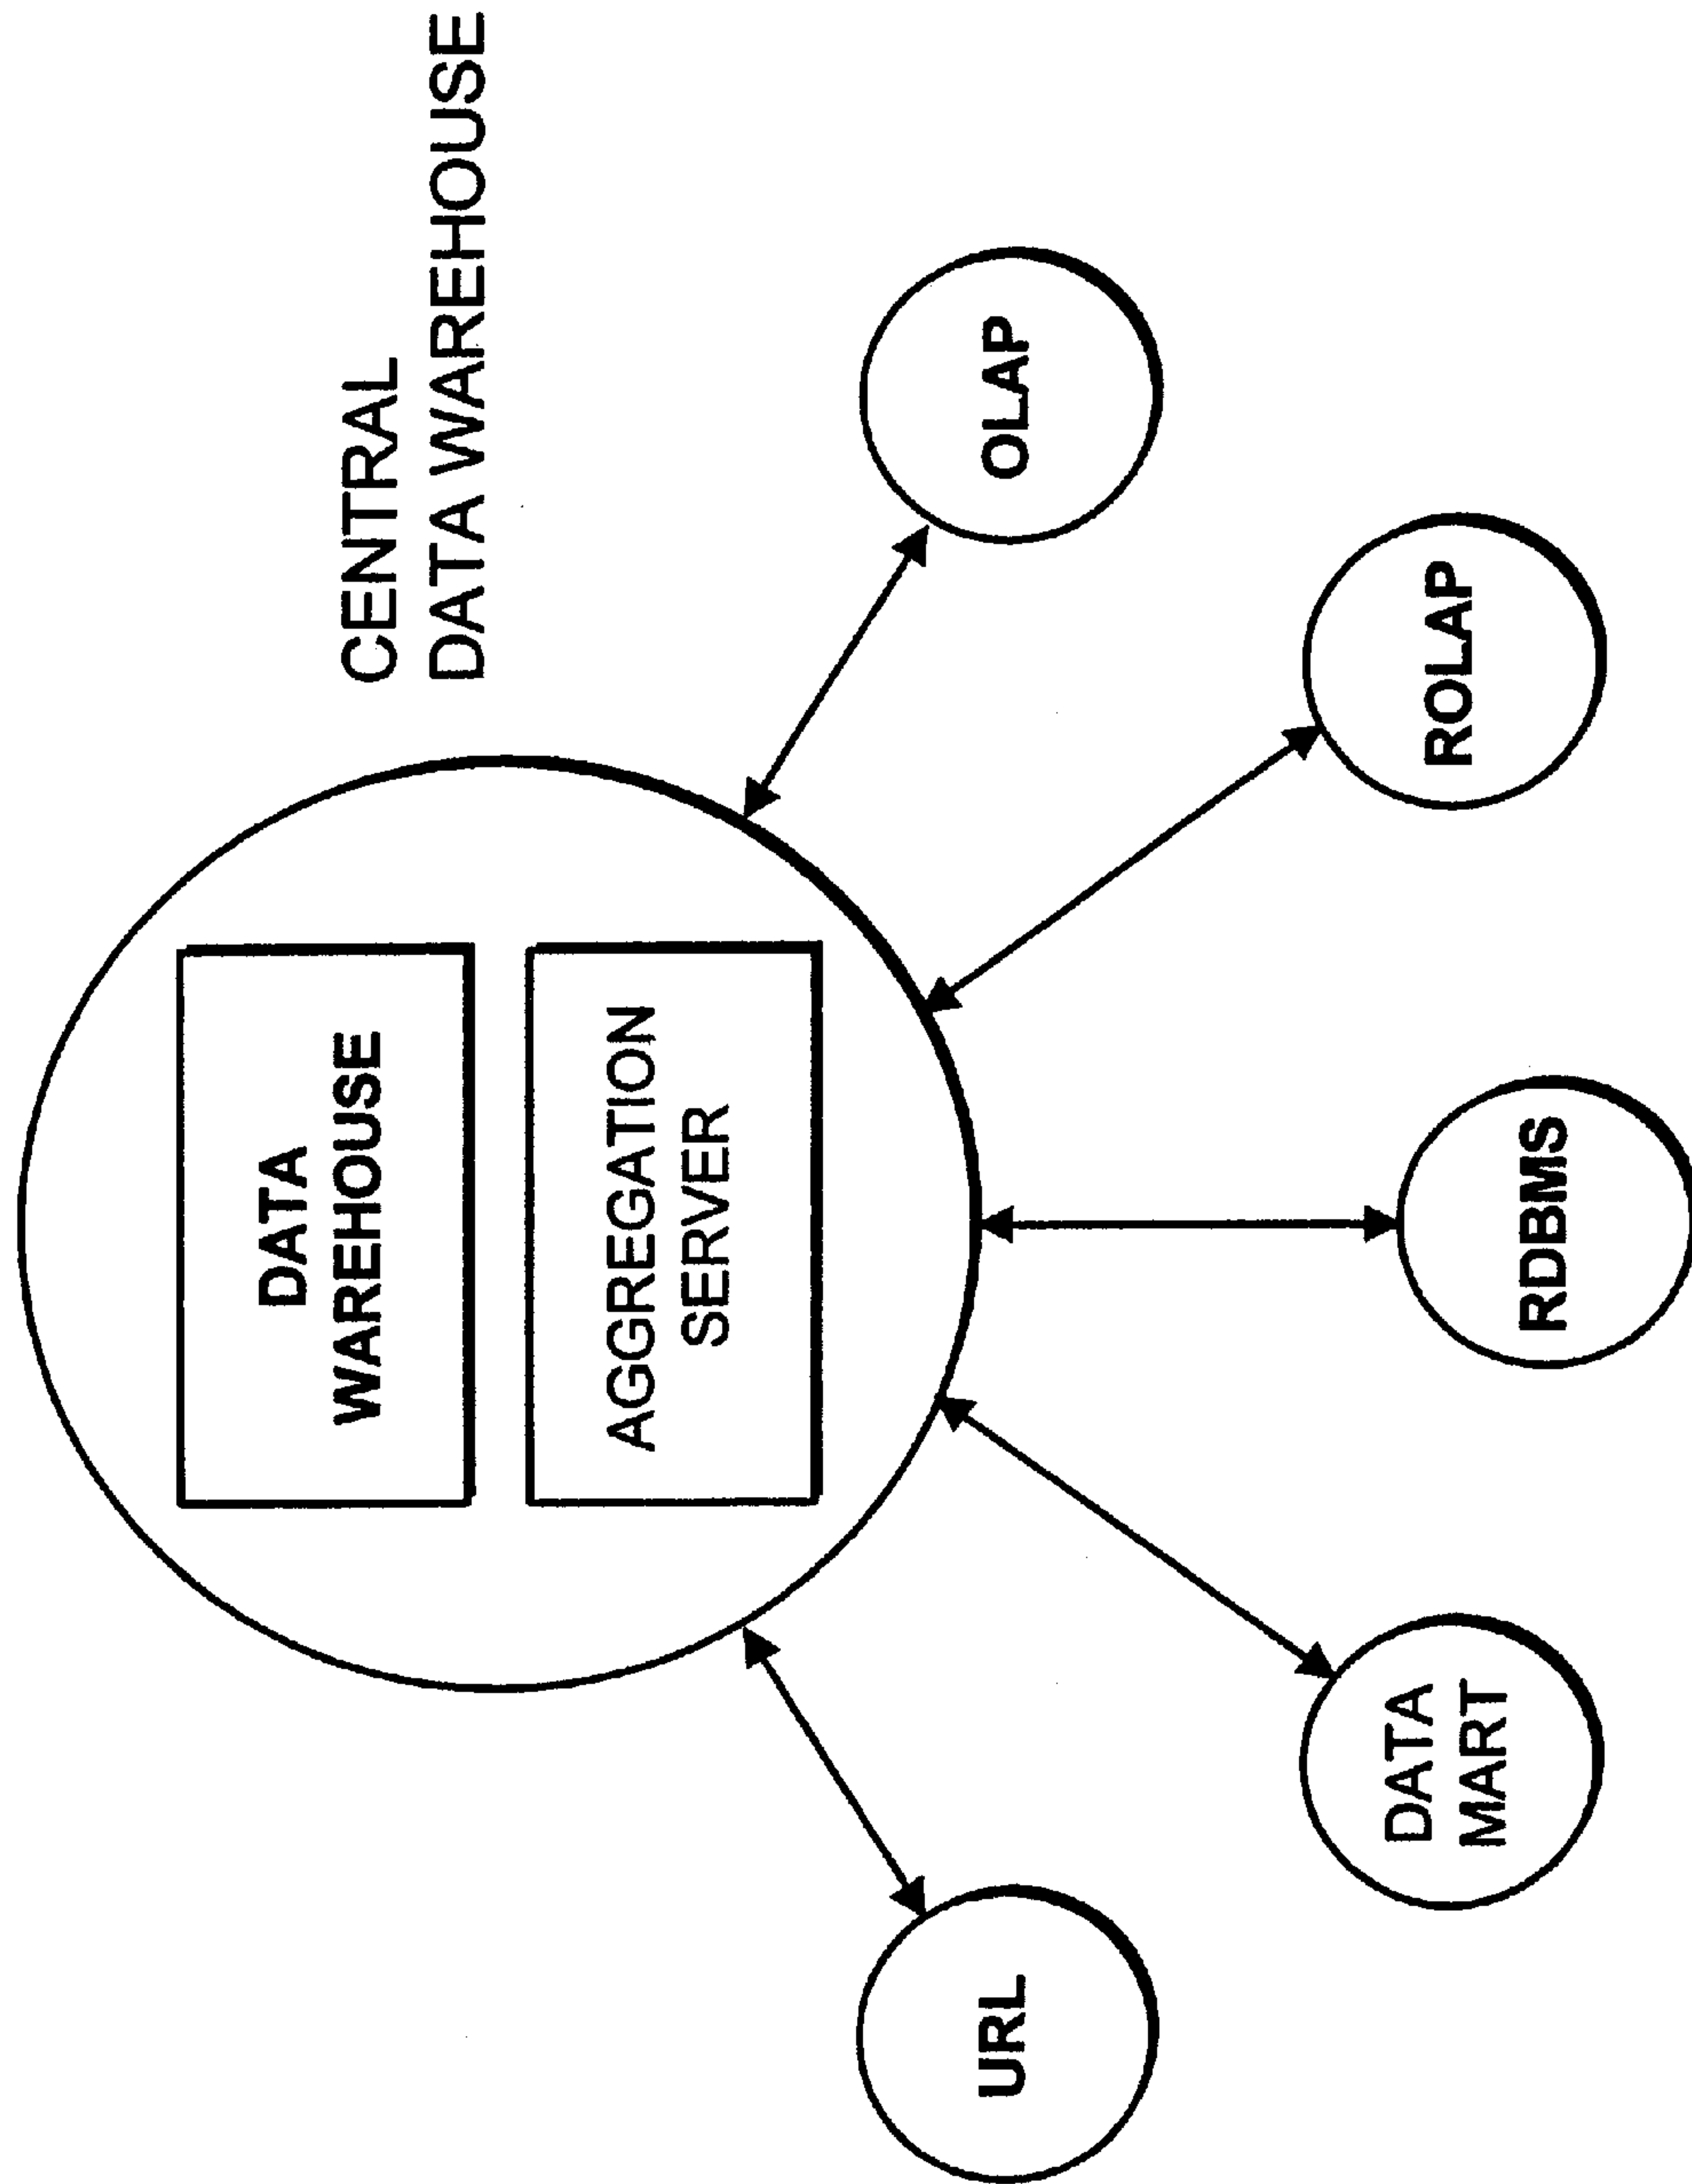 CENTRAL
DATA WAREHOUSE
DATA
WAREHOUSE
AGGREGATION
SERVER
URL
DATA
MART
RDBMS
ROLAP
OLAP